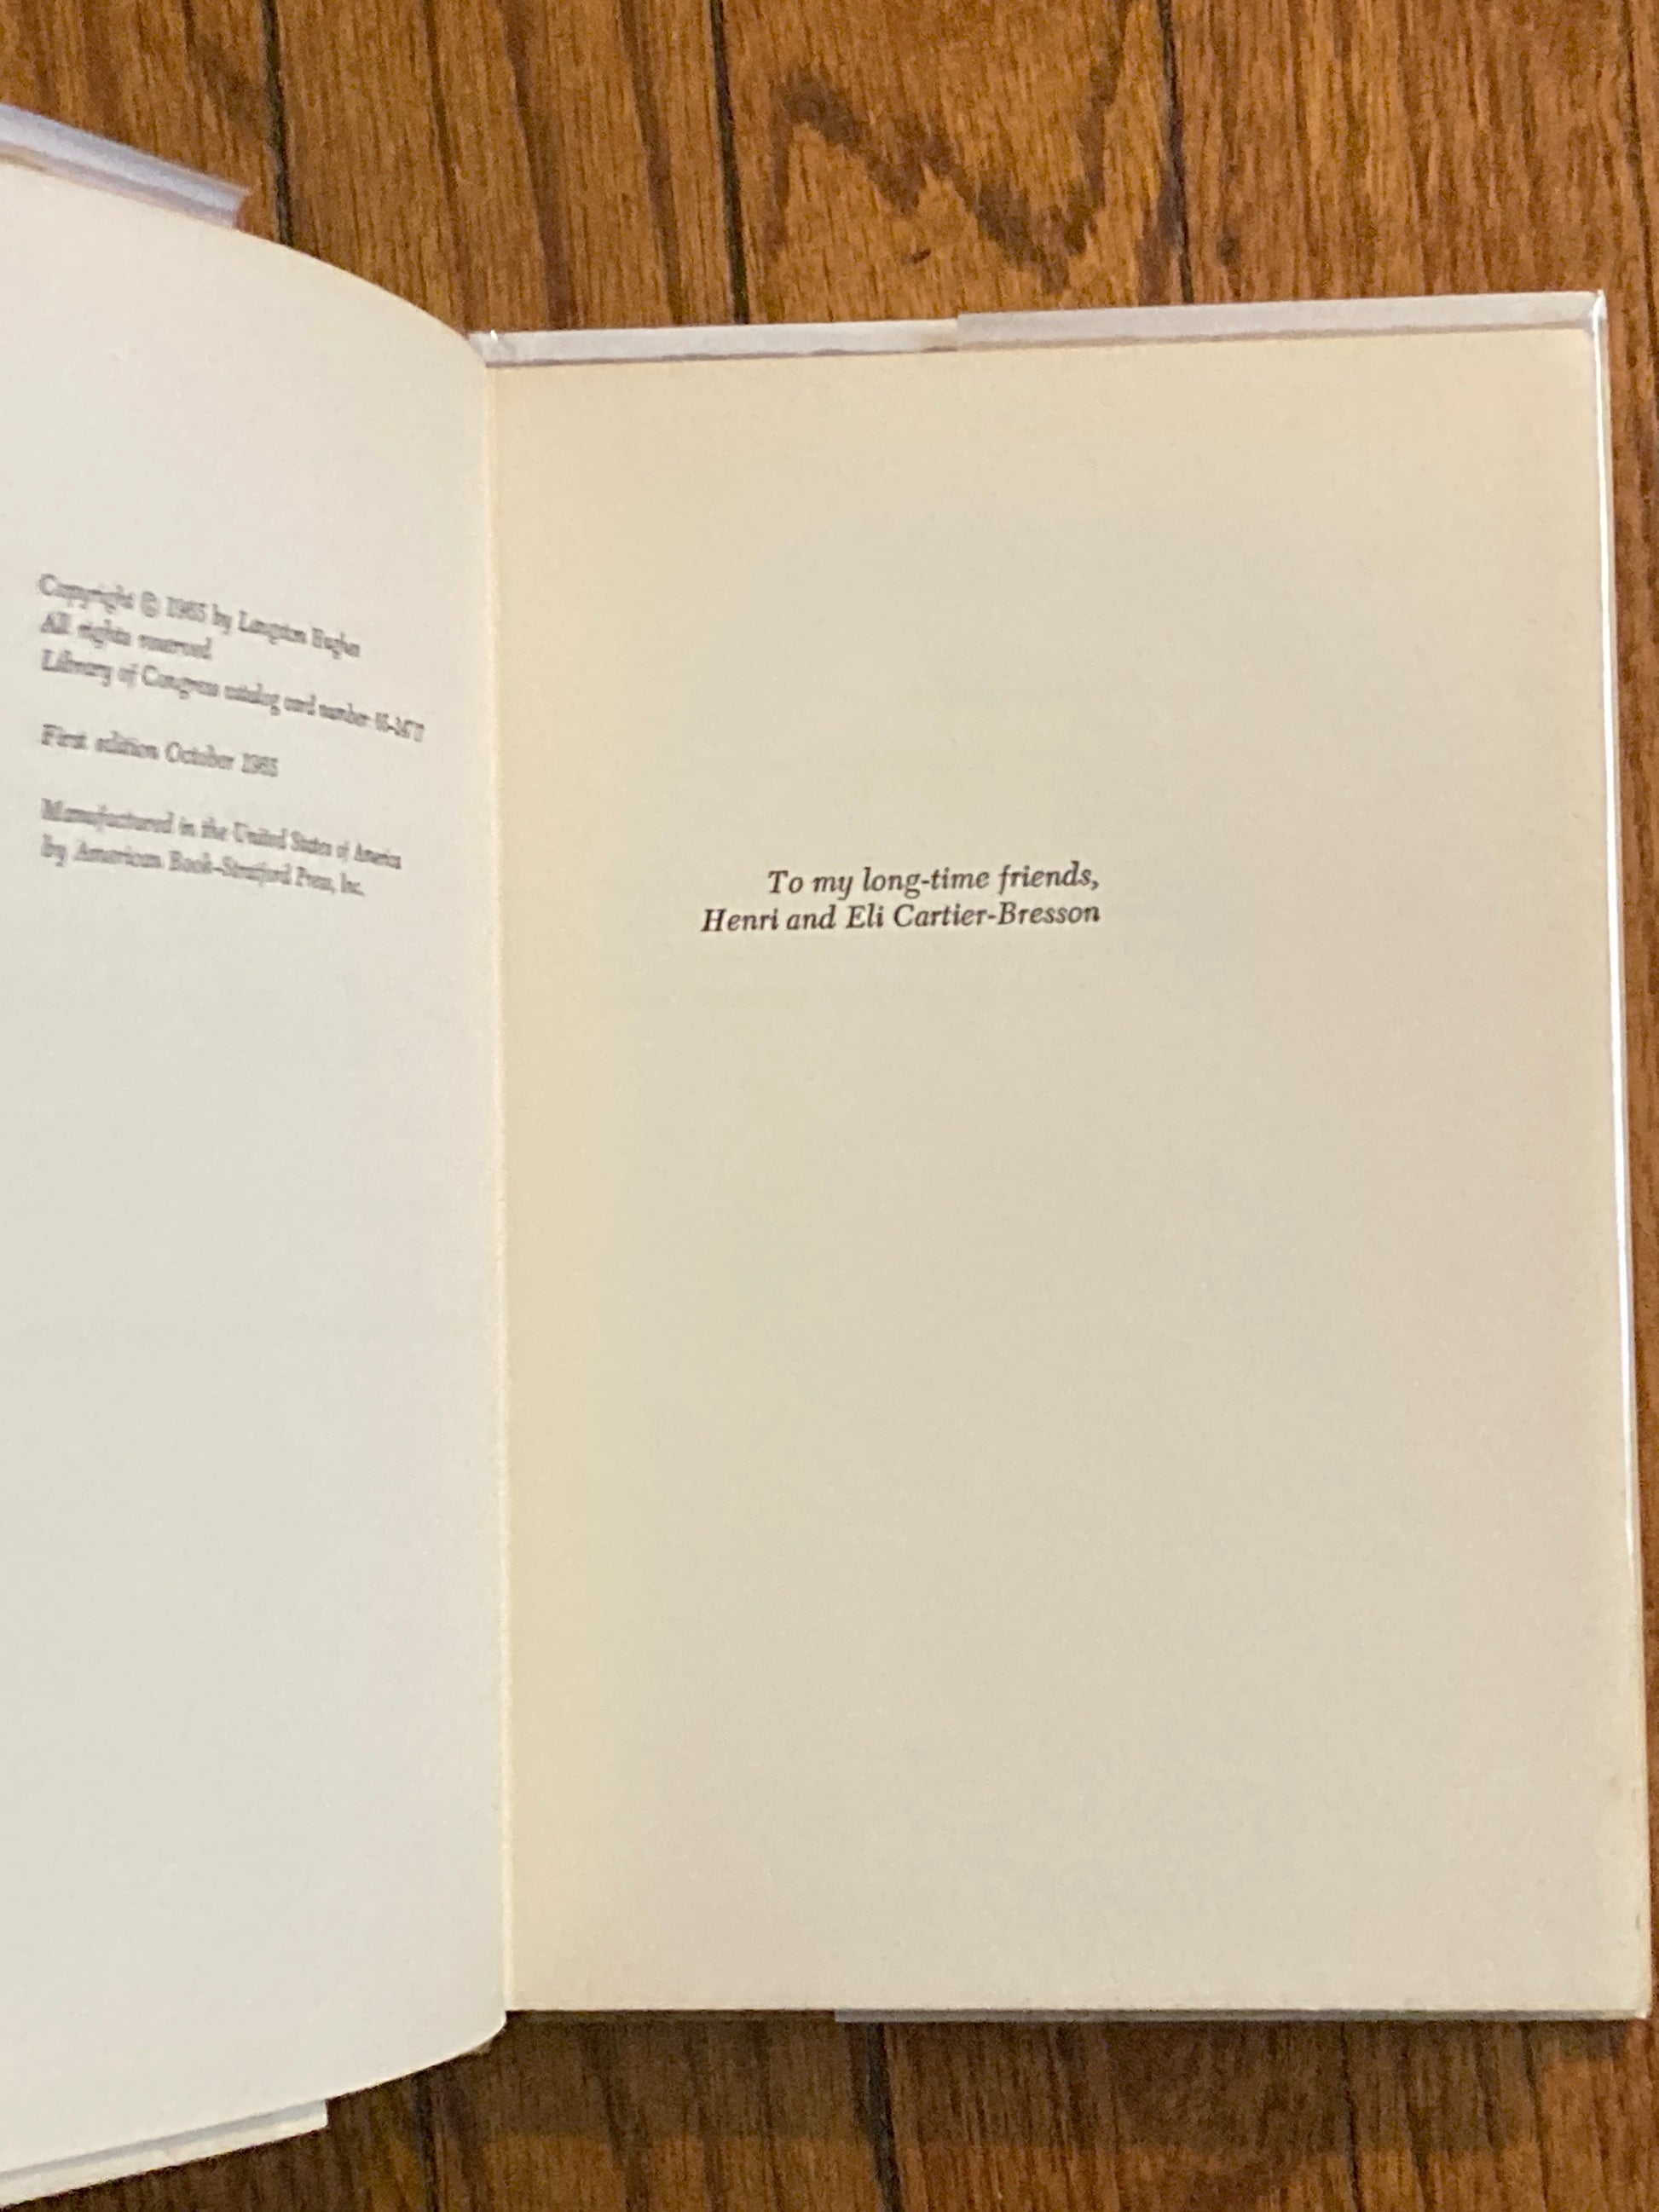 Copyright © 1965 by Langston Hughes
All rights reserved
Library of Congress catalog card number
First edition October 1965
Manufactured in the United States of America
by American Book–Stratford Press, Inc.
To my long-time friends,
Henri and Eli Cartier-Bresson